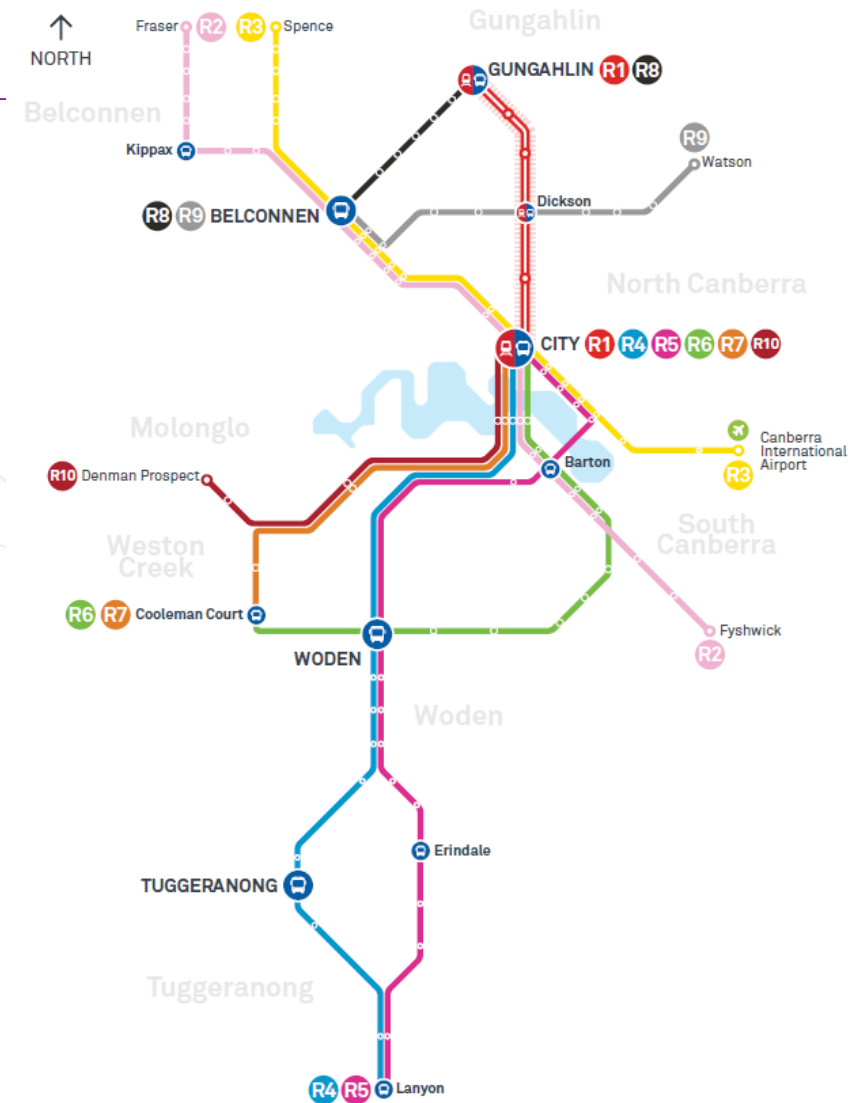 Gungahlin
Fraser R2 R3 Spence
NORTH
GUNGAHLIN R1 R8
Belconnen
R9
Kippax
Watson
Dickson
R8 R9 BELCONNEN
North Canberra
CITY R1 R4 R5 R6 R7 R10
Molonglo
Canberra
International
Airport
R3
Barton
R10 Denman Prospect
South
Canberra
Weston
Creek
R6 R7 Cooleman Court
Fyshwick
R2
WODEN
Woden
Erindale
TUGGERANONG
Tuggeranong
R4 R5 Lanyon